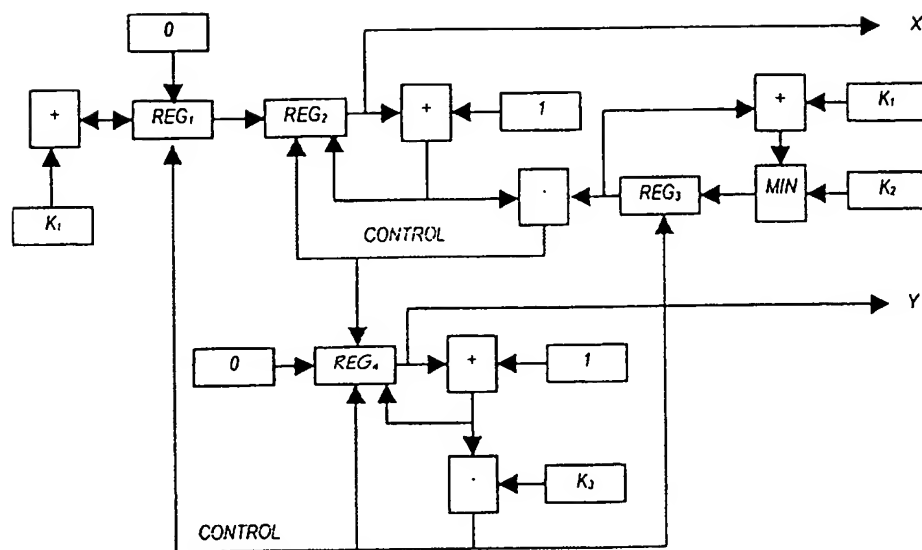 0
X
+
REG₁
REG₂
+
1
+
K₁
K₁
·
REG₃
MIN
K₂
CONTROL
Y
0
REG₄
+
1
·
K₃
CONTROL